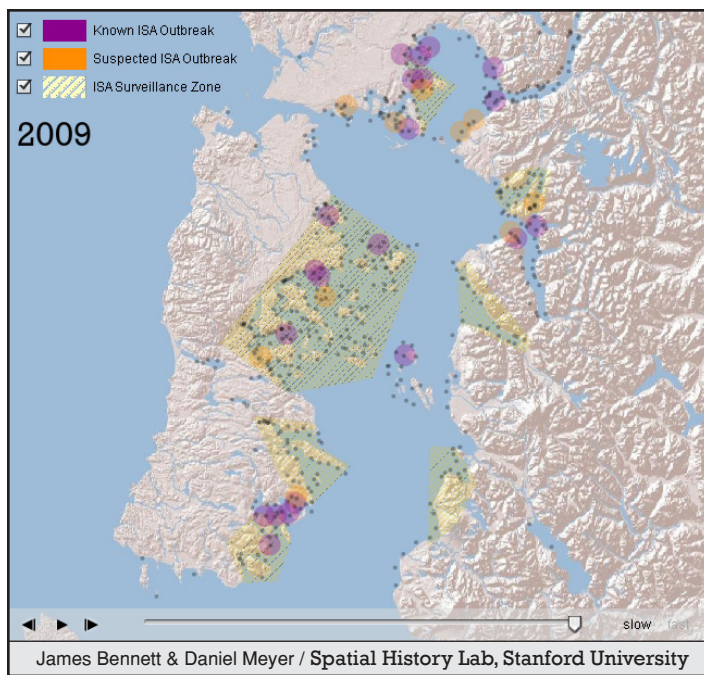 Known ISA Outbreak
Suspected ISA Outbreak
ISA Surveillance Zone
2009
slow fast
James Bennett & Daniel Meyer / Spatial History Lab, Stanford University